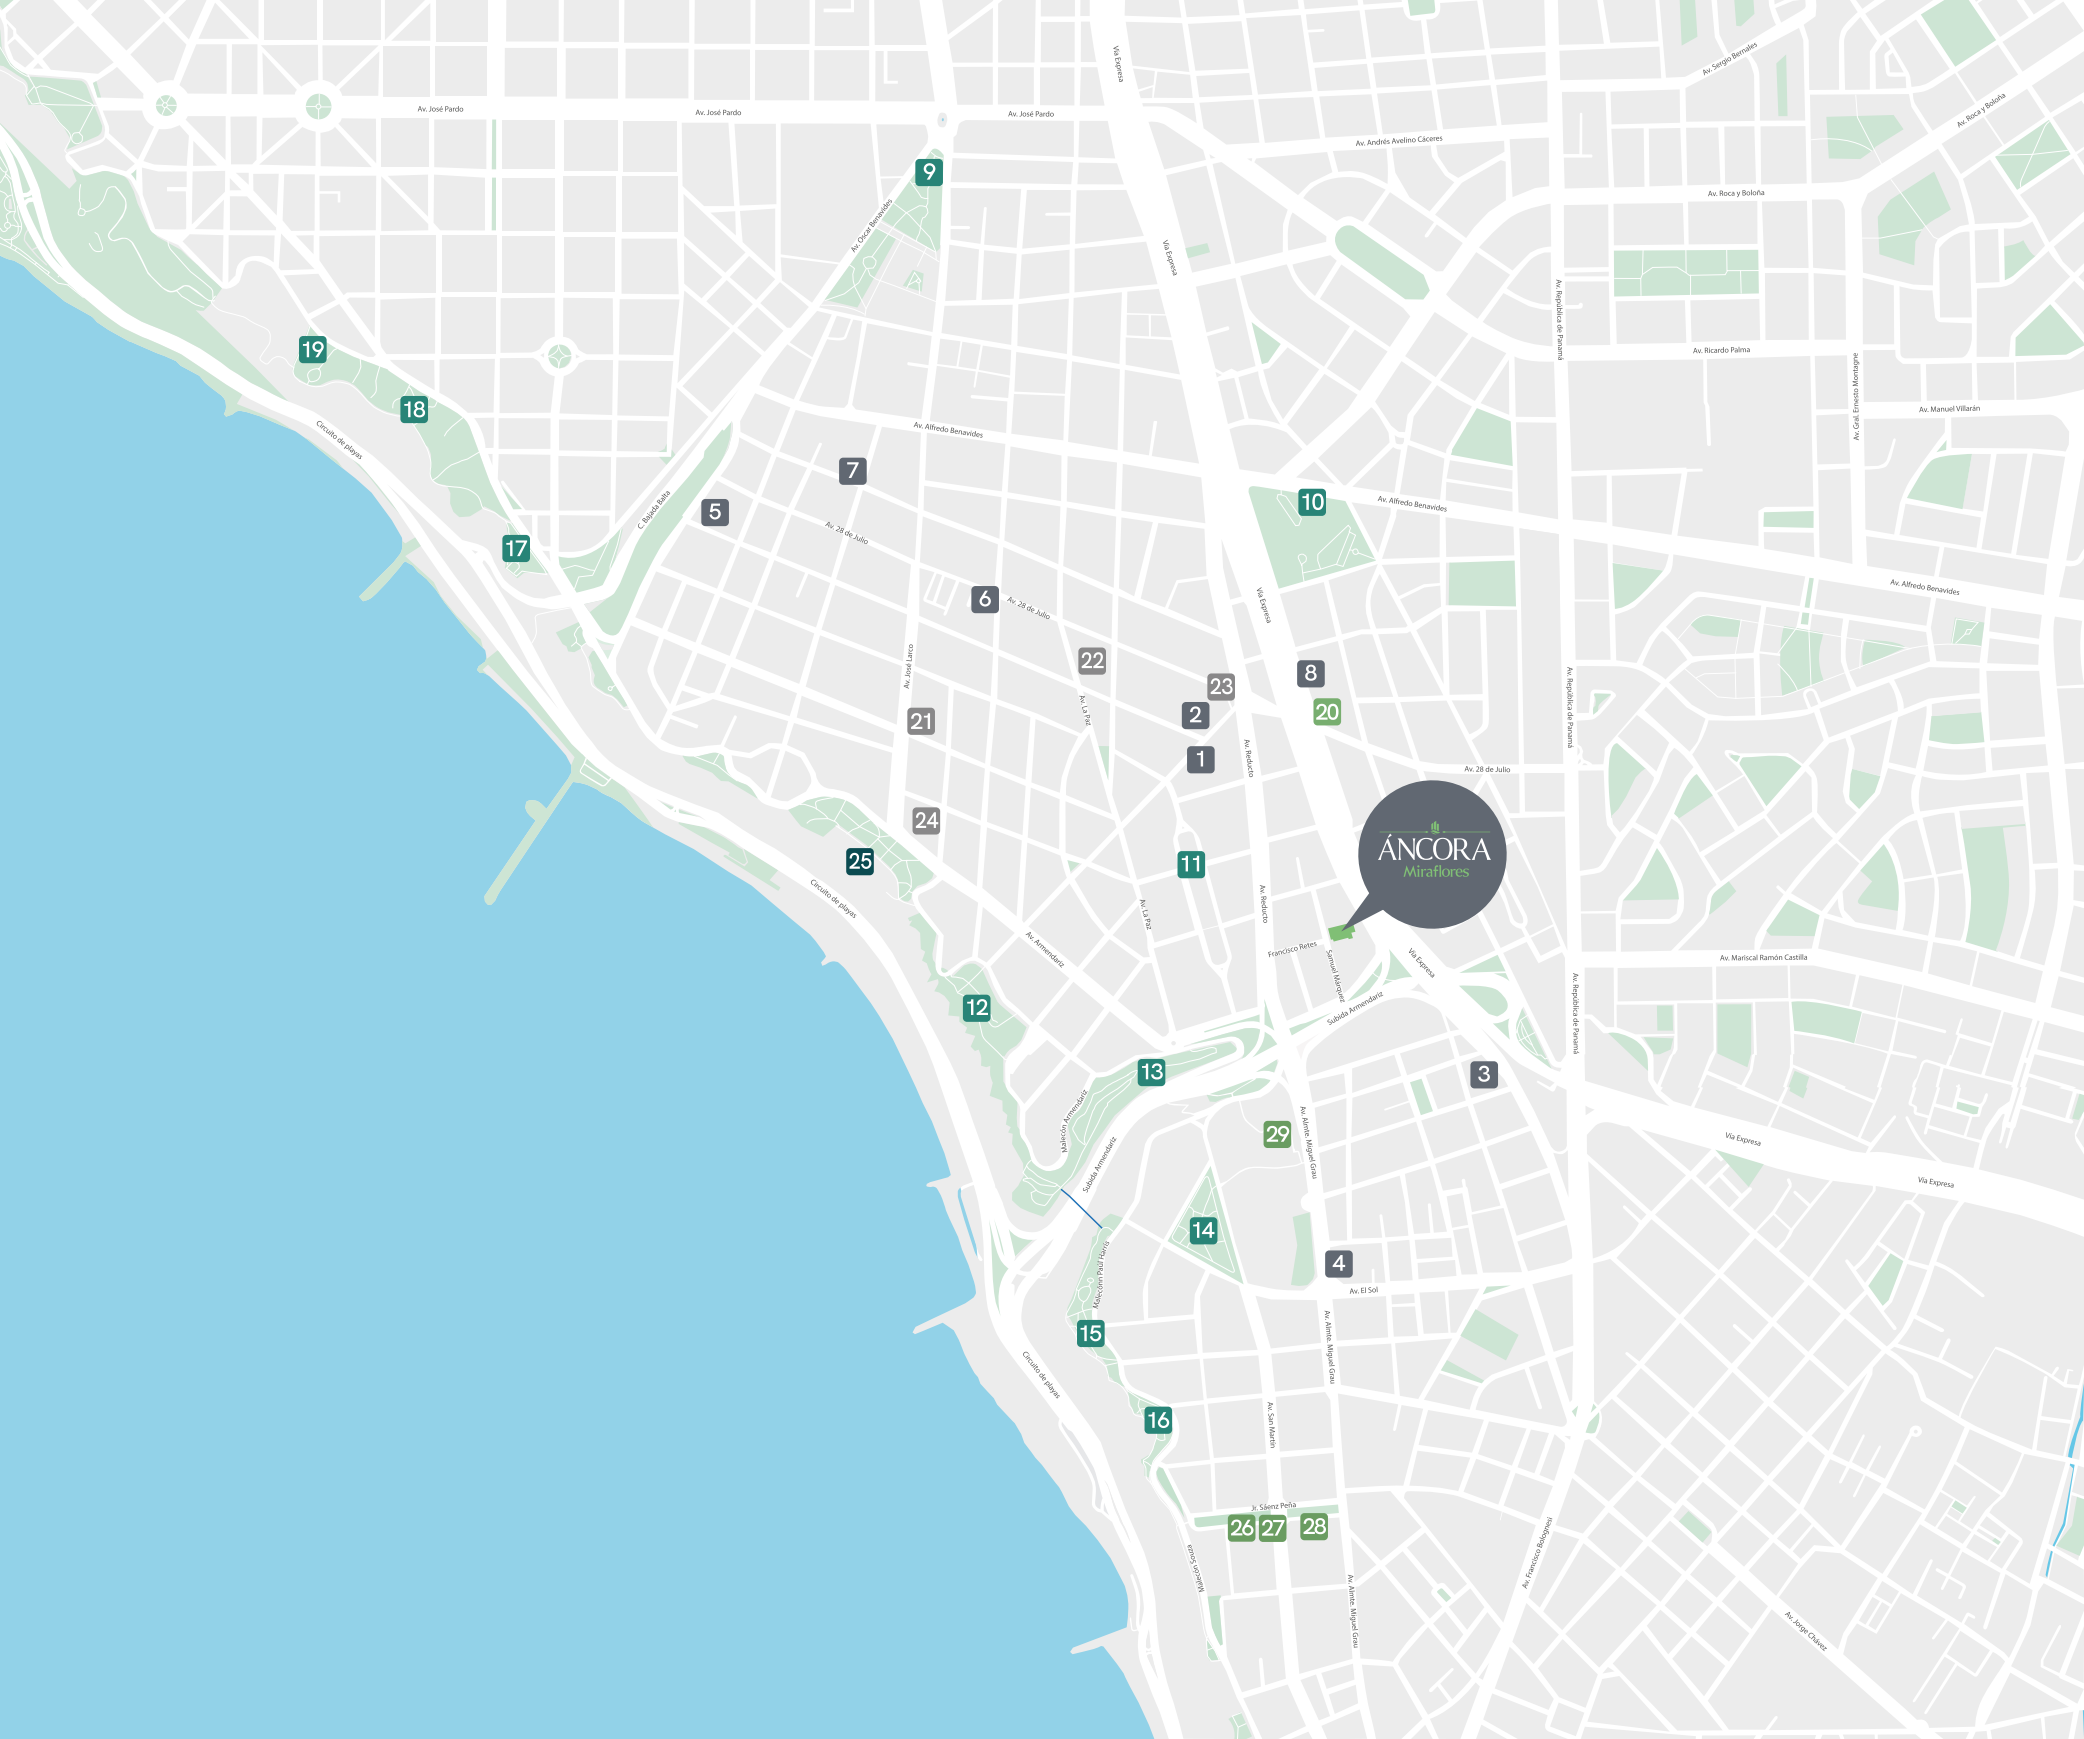 Vía Expresa
Av. Sergio Bernales
Av. José Pardo
Av. José Pardo
Av. José Pardo
Av. Roca y Boloña
Av. Andrés Avelino Cáceres
9
Av. Roca y Boloña
Av. Oscar Benavides
Vía Expresa
Av. República de Panamá
19
Av. Ricardo Palma
Av. Gral. Ernesto Montagne
18
Av. Manuel Villarán
Circuito de playas
Av. Alfredo Benavides
7
10
Av. Alfredo Benavides
5
C. Bajada Balta
Av. 28 de Julio
17
Av. Alfredo Benavides
6
Av. 28 de Julio
Vía Expresa
22
Av. José Larco
8
23
Av. República de Panamá
Av. La Paz
2
20
21
1
Av. Reducto
Av. 28 de Julio
24
ÁNCORA
Miraflores
25
11
Circuito de playas
Av. Reducto
Av. La Paz
Av. Armendariz
Francisco Retes
Samuel Márquez
Vía Expresa
Av. Mariscal Ramón Castilla
12
Subida Armendariz
Av. República de Panamá
13
3
Malecón Armendariz
29
Av. Almte. Miguel Grau
Vía Expresa
Subida Armendariz
Vía Expresa
14
4
Malecónn Paúl Harris
Av. El Sol
15
Av. Almte. Miguel Grau
Circuito de playas
16
Av. San Martín
Jr. Sáenz Peña
26
27
28
Malecón Souza
Av. Francisco Bolognesi
Av. Almte. Miguel Grau
Av. Jorge Chávez